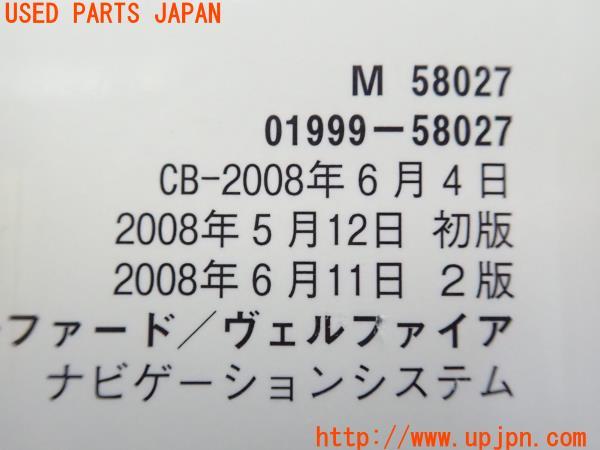 USED PARTS JAPAN
M 58027
01999-58027
CB-2008年6月4日
2008年5月12日 初版
2008年6月11日 2版
ファード/ヴェルファイア
ナビゲーションシステム
http://www.upjpn.com/